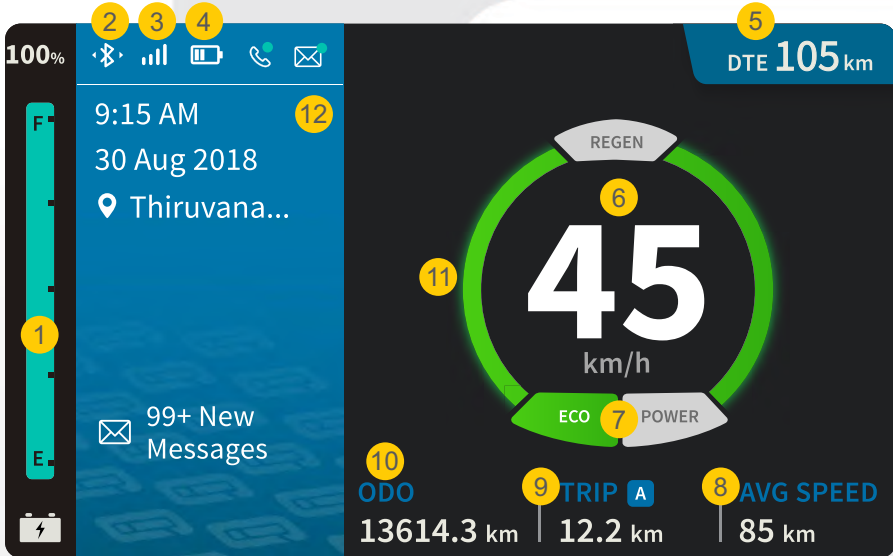 2
3
4
5
100%
DTE 105 km
9:15 AM
12
30 Aug 2018
Thiruvana...
F
REGEN
6
45
km/h
11
1
99+ New
Messages
ECO
7
POWER
E
10
ODO
13614.3 km
9
TRIP A
12.2 km
8
AVG SPEED
85 km